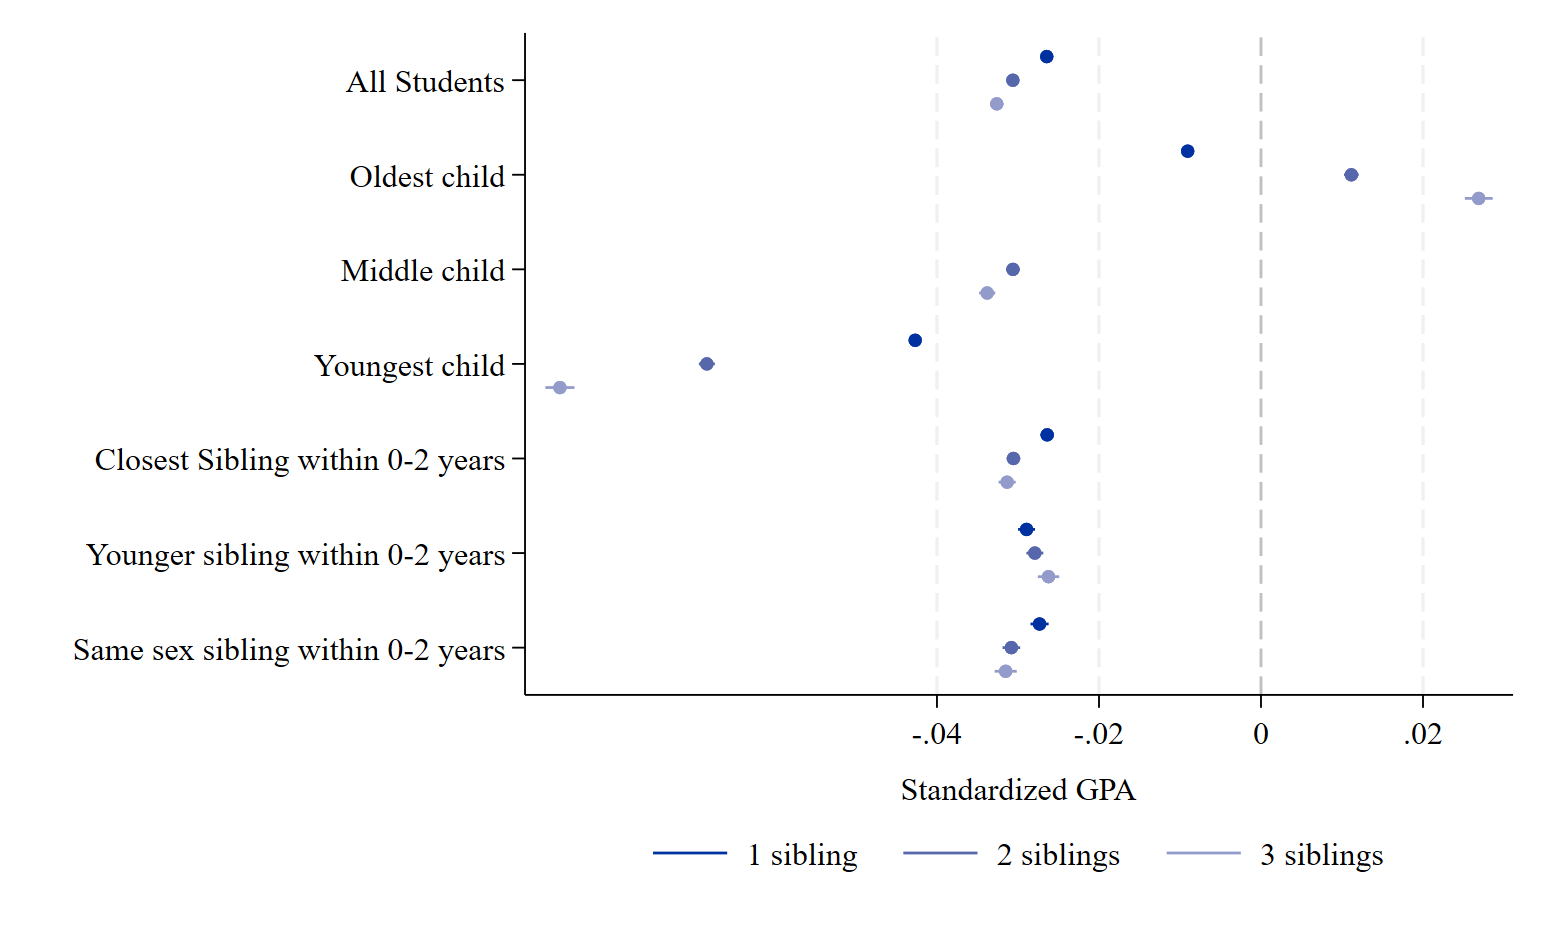 All Students
Oldest child
Middle child
Youngest child
Closest Sibling within 0-2 years
Younger sibling within 0-2 years
Same sex sibling within 0-2 years
-.04 -.02 0 .02
Standardized GPA
1 sibling 2 siblings 3 siblings